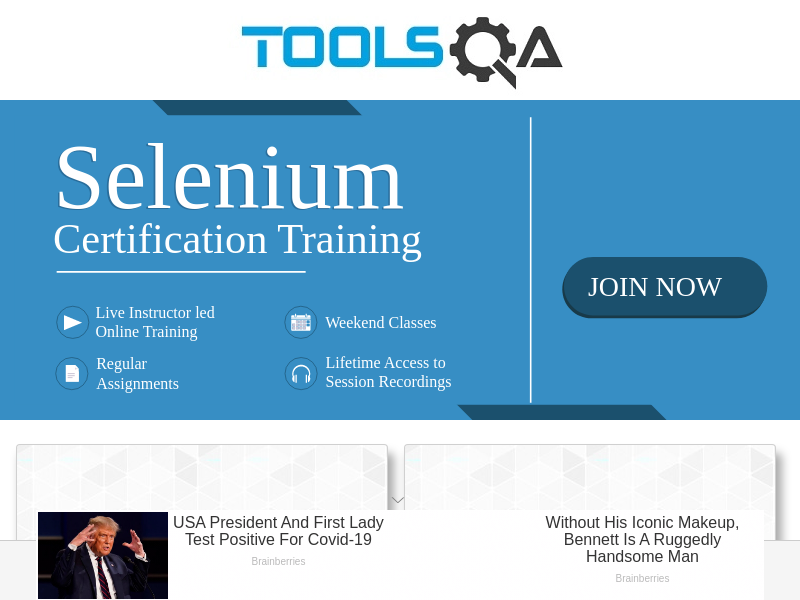 TOOLSQA
Selenium
Certification Training
Live Instructor led
Online Training
Weekend Classes
Regular
Assignments
Lifetime Access to
Session Recordings
JOIN NOW
USA President And First Lady
Test Positive For Covid-19
Brainberries
Without His Iconic Makeup,
Bennett Is A Ruggedly
Handsome Man
Brainberries